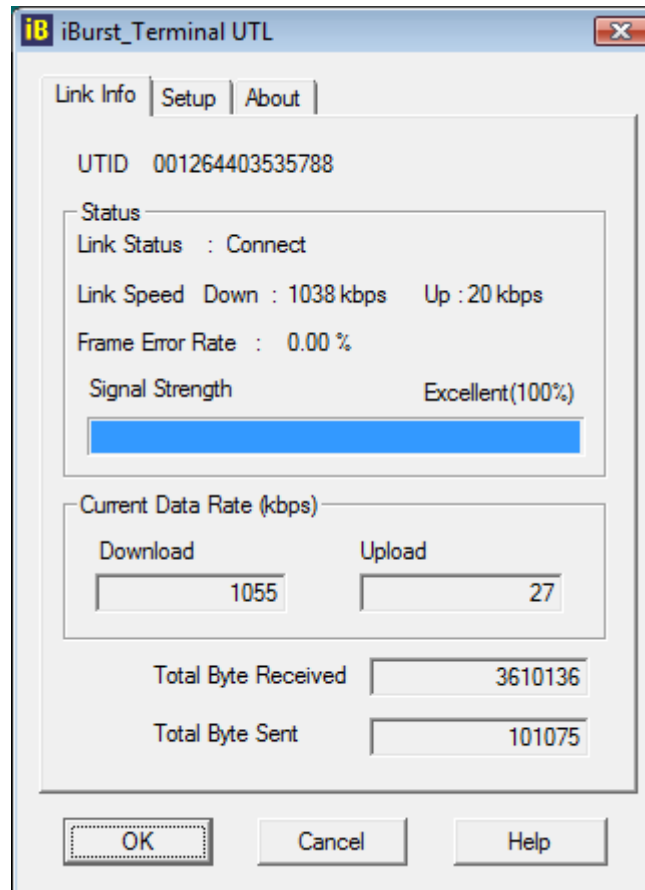 iB iBurst_Terminal UTL
Link Info Setup About
UTID 001264403535788
Status
Link Status : Connect
Link Speed Down : 1038 kbps Up : 20 kbps
Frame Error Rate : 0.00 %
Signal Strength Excellent(100%)
Current Data Rate (kbps)
Download Upload
1055 27
Total Byte Received 3610136
Total Byte Sent 101075
OK Cancel Help